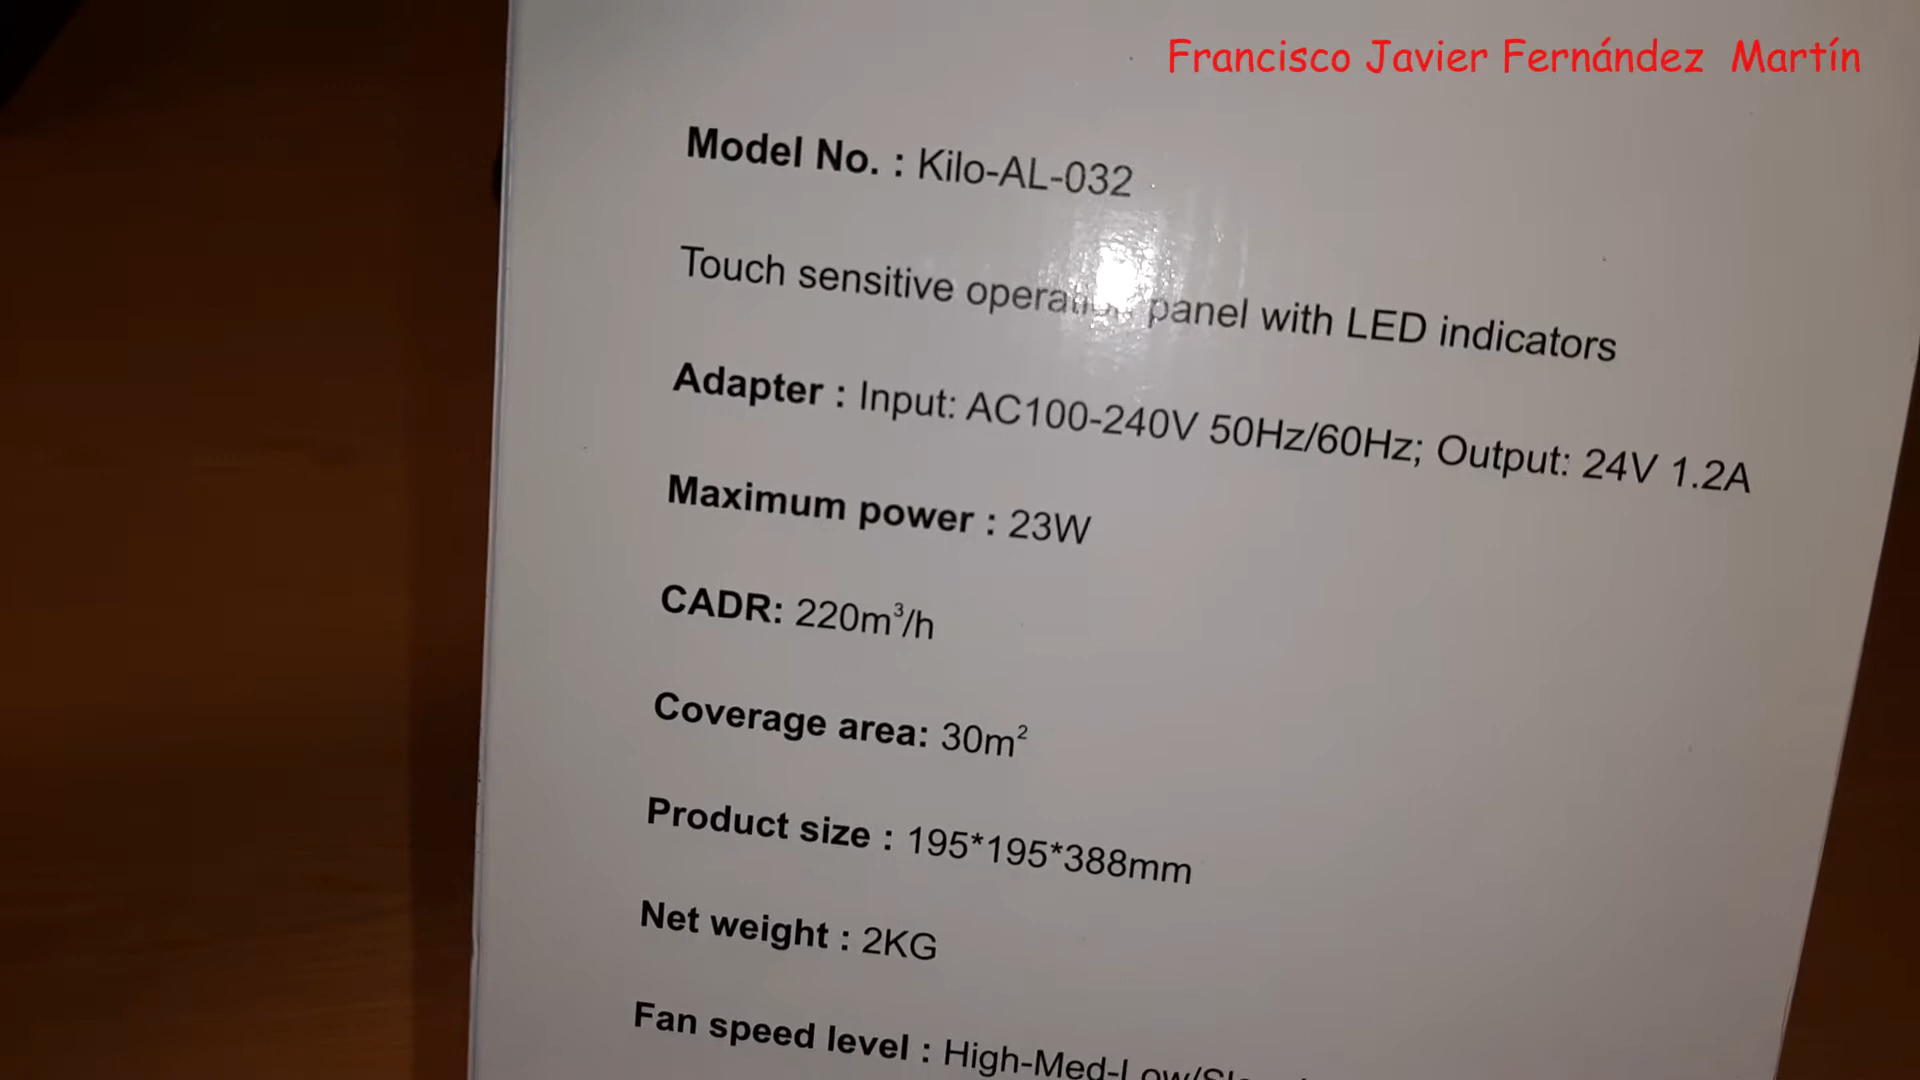 Francisco Javier Fernández Martín
Model No. : Kilo-AL-032
Touch sensitive panel with LED indicators
Adapter : Input: AC100-240V 50Hz/60Hz; Output: 24V 1.2A
Maximum power : 23W
CADR: 220m³/h
Coverage area: 30m²
Product size : 195*195*388mm
Net weight : 2KG
Fan speed level : High-Med-Low